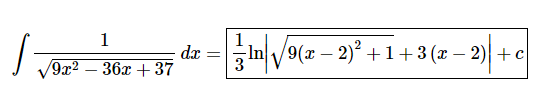 ∫ 1/√(9x² − 36x + 37) dx = 1/3 ln|√(9(x − 2)² + 1) + 3 (x − 2)| + c